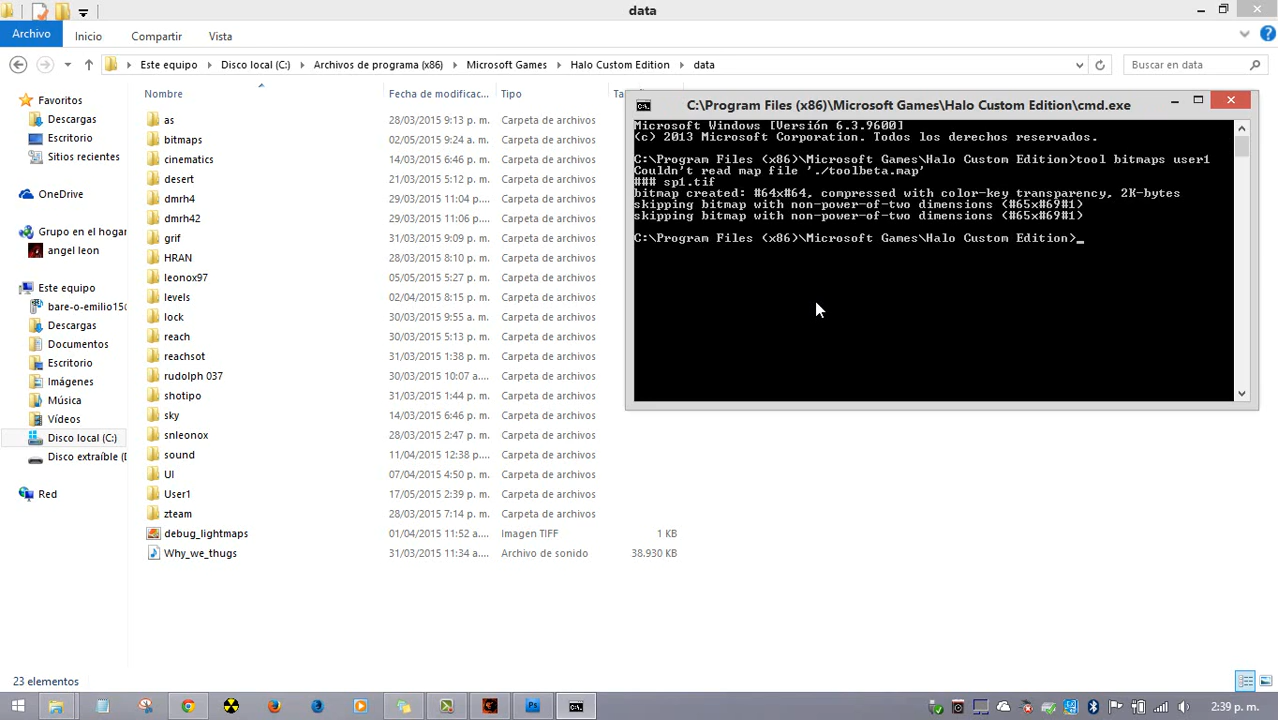 data
Archivo Inicio Compartir Vista
Este equipo Disco local (C:) Archivos de programa (x86) Microsoft Games Halo Custom Edition data
Buscar en data
Nombre Fecha de modificac... Tipo Ta
Favoritos
Descargas
Escritorio
Sitios recientes
OneDrive
Grupo en el hogar
angel leon
Este equipo
bare-o-emilio150
Descargas
Documentos
Escritorio
Imágenes
Música
Vídeos
Disco local (C:)
Disco extraíble (D
Red
as 28/03/2015 9:13 p. m. Carpeta de archivos
bitmaps 02/05/2015 9:24 a. m. Carpeta de archivos
cinematics 14/03/2015 6:46 p. m. Carpeta de archivos
desert 29/03/2015 7:24 p. m. Carpeta de archivos
dmrh4 29/03/2015 11:04 p.... Carpeta de archivos
dmrh42 29/03/2015 11:06 p.... Carpeta de archivos
grif 31/03/2015 9:09 p. m. Carpeta de archivos
HRAN 28/03/2015 8:10 p. m. Carpeta de archivos
leonox97 05/05/2015 5:27 p. m. Carpeta de archivos
levels 02/04/2015 8:15 p. m. Carpeta de archivos
lock 30/03/2015 9:55 a. m. Carpeta de archivos
reach 30/03/2015 5:13 p. m. Carpeta de archivos
reachsot 31/03/2015 1:38 p. m. Carpeta de archivos
rudolph 037 30/03/2015 10:07 a.... Carpeta de archivos
shotipo 31/03/2015 1:44 p. m. Carpeta de archivos
sky 14/03/2015 6:46 p. m. Carpeta de archivos
snleonox 28/03/2015 2:47 p. m. Carpeta de archivos
sound 11/04/2015 12:38 p.... Carpeta de archivos
UI 07/04/2015 4:50 p. m. Carpeta de archivos
User1 17/05/2015 2:39 p. m. Carpeta de archivos
zteam 28/03/2015 7:14 p. m. Carpeta de archivos
debug_lightmaps 01/04/2015 11:52 a.... Imagen TIFF 1 KB
Why_we_thugs 31/03/2015 11:34 a.... Archivo de sonido 38.930 KB
C:\Program Files (x86)\Microsoft Games\Halo Custom Edition\cmd.exe
Microsoft Windows [Versión 6.3.9600]
(c) 2013 Microsoft Corporation. Todos los derechos reservados.
C:\Program Files (x86)\Microsoft Games\Halo Custom Edition>tool bitmaps user1
Couldn't read map file './toolbeta.map'
### sp1.tif
bitmap created: #64x#64, compressed with color-key transparency, 2K-bytes
skipping bitmap with non-power-of-two dimensions (#65x#69#1)
skipping bitmap with non-power-of-two dimensions (#65x#69#1)
C:\Program Files (x86)\Microsoft Games\Halo Custom Edition>_
23 elementos
2:39 p. m.